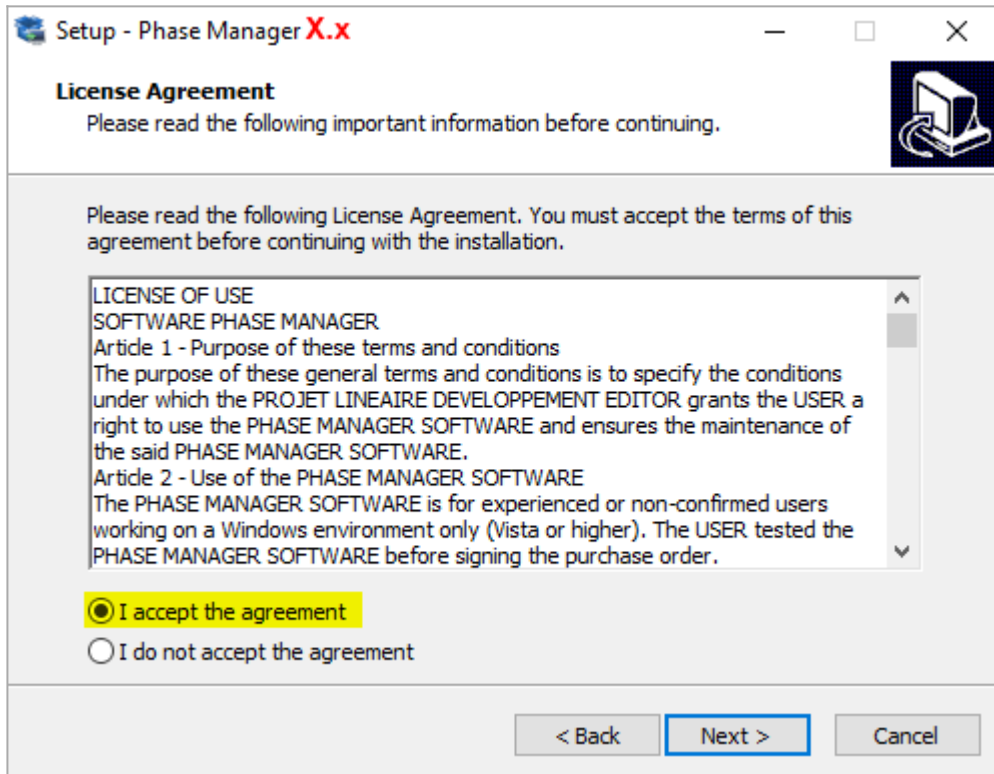 Setup - Phase Manager X.x
License Agreement
Please read the following important information before continuing.
Please read the following License Agreement. You must accept the terms of this
agreement before continuing with the installation.
LICENSE OF USE
SOFTWARE PHASE MANAGER
Article 1 - Purpose of these terms and conditions
The purpose of these general terms and conditions is to specify the conditions
under which the PROJET LINEAIRE DEVELOPPEMENT EDITOR grants the USER a
right to use the PHASE MANAGER SOFTWARE and ensures the maintenance of
the said PHASE MANAGER SOFTWARE.
Article 2 - Use of the PHASE MANAGER SOFTWARE
The PHASE MANAGER SOFTWARE is for experienced or non-confirmed users
working on a Windows environment only (Vista or higher). The USER tested the
PHASE MANAGER SOFTWARE before signing the purchase order.
I accept the agreement
I do not accept the agreement
< Back Next > Cancel